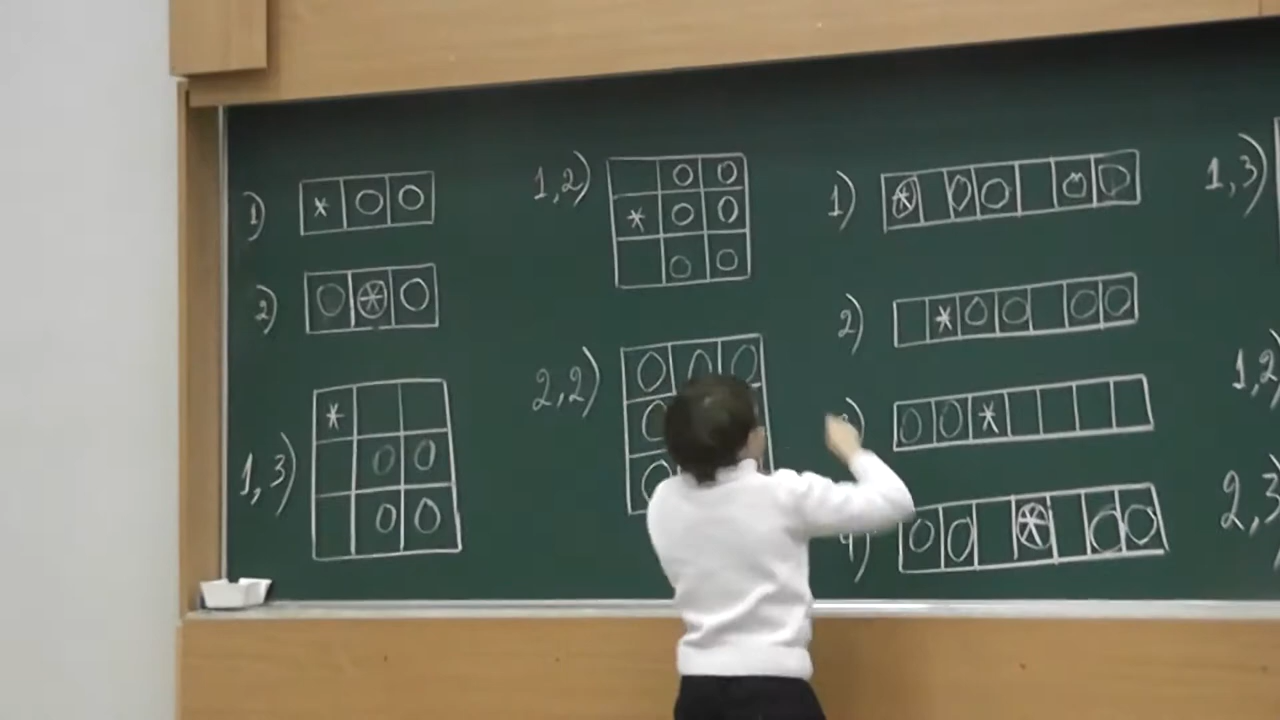 1) * O O
2) O ⊛ O
1,3)
*
O O
O O
1,2)
O O
* O O
O O
2,2)
O O O
O
O
1) ⊛ O O O O
2) * O O O O
O O *
4) O O ⊛ O O
1,3)
1,2)
2,3